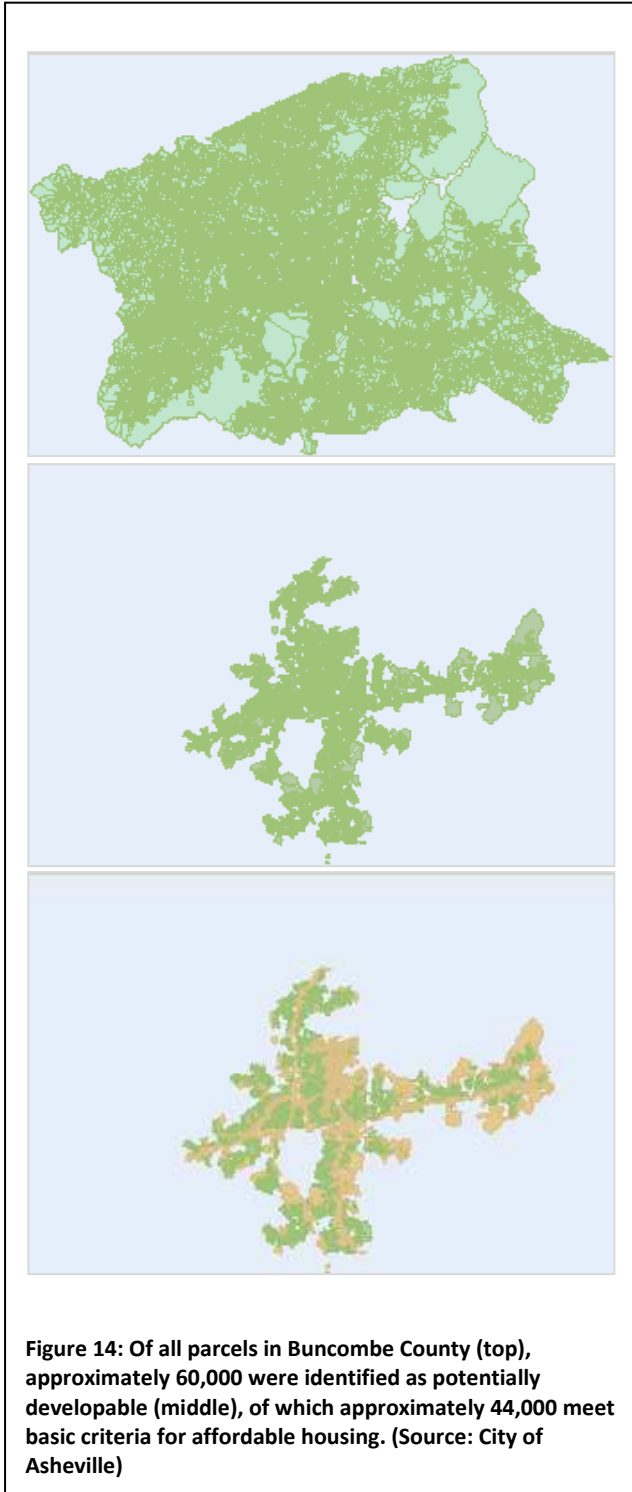 Figure 14: Of all parcels in Buncombe County (top),
approximately 60,000 were identified as potentially
developable (middle), of which approximately 44,000 meet
basic criteria for affordable housing. (Source: City of
Asheville)